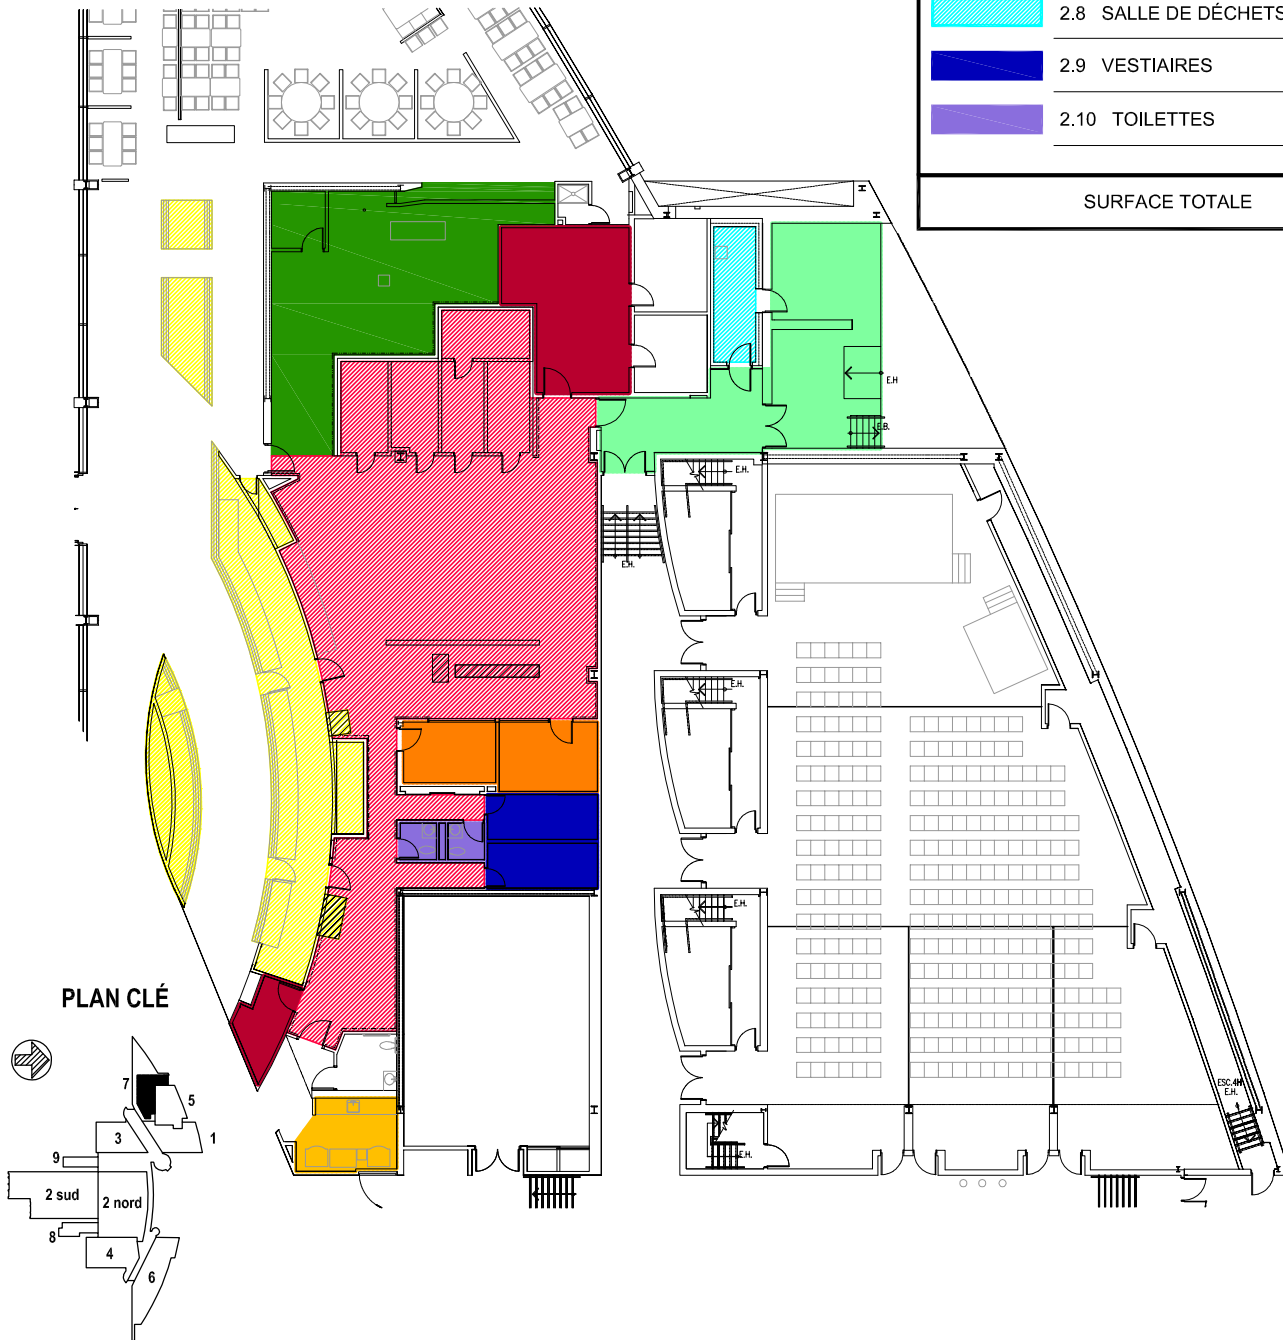 2.8 SALLE DE DÉCHETS
2.9 VESTIAIRES
2.10 TOILETTES
SURFACE TOTALE
E.H
E.B.
E.H.
E.H.
E.H.
E.H.
ESC.4H
E.H.
E.H.
PLAN CLÉ
7
5
3
1
9
2 sud
2 nord
8
4
6